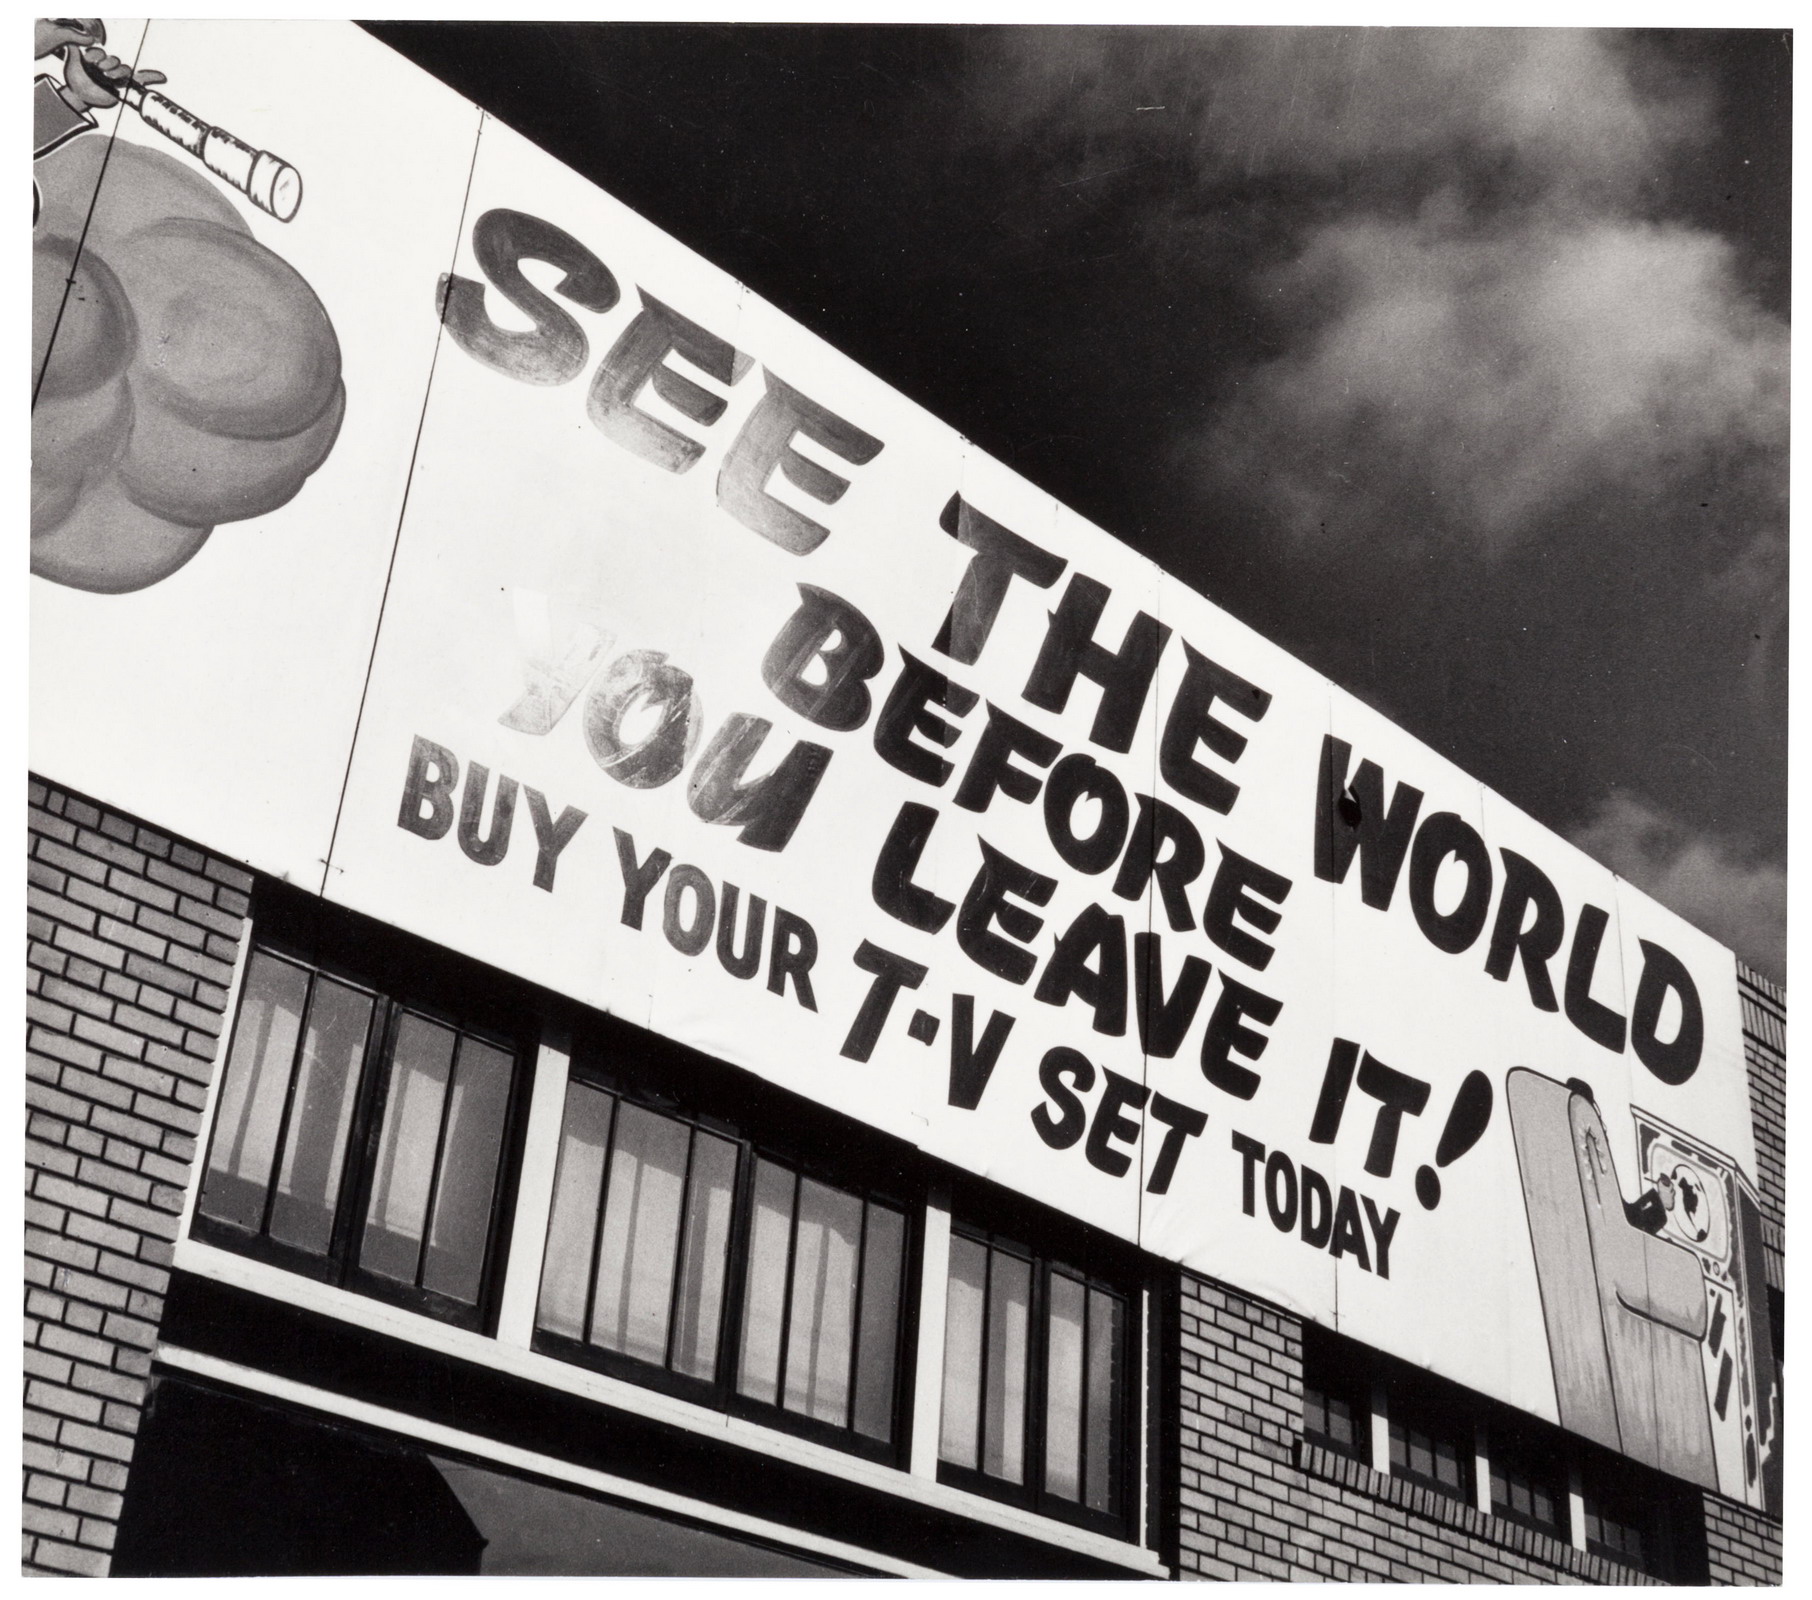 SEE THE WORLD
BEFORE
YOU LEAVE IT!
BUY YOUR T-V SET TODAY